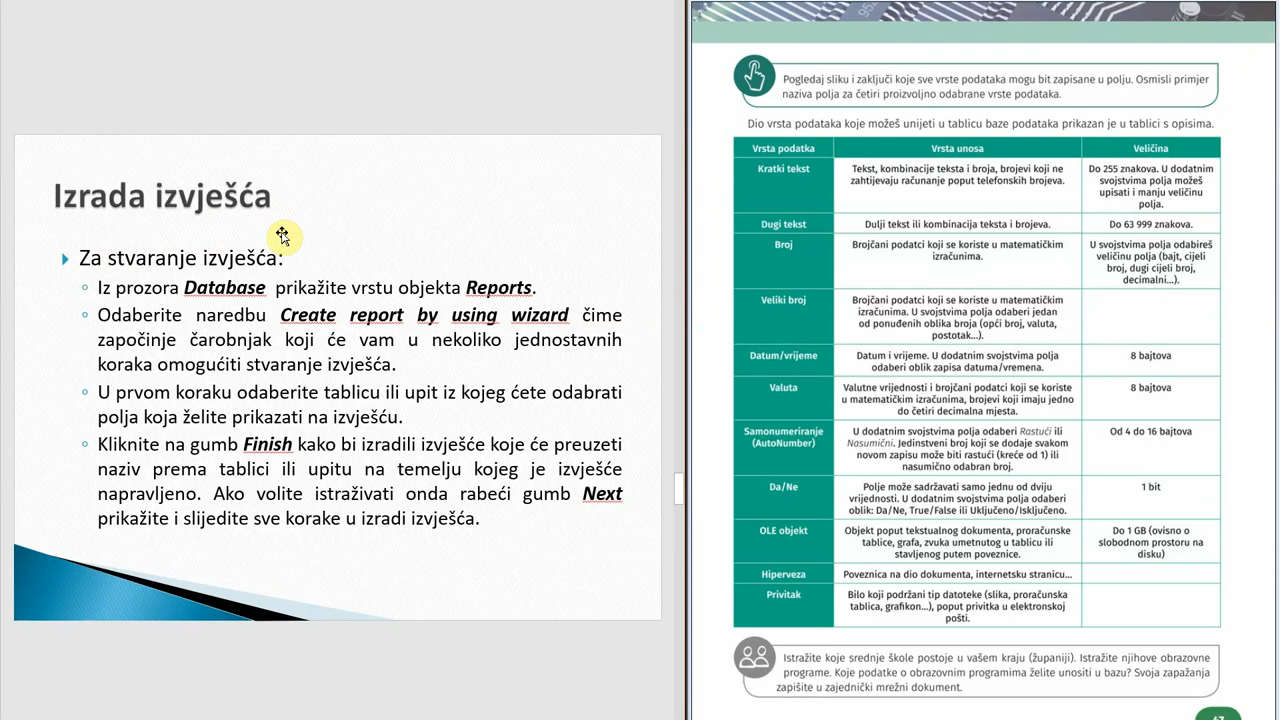 Izrada izvješća
Za stvaranje izvješća:
Iz prozora Database prikažite vrstu objekta Reports.
Odaberite naredbu Create report by using wizard čime
započinje čarobnjak koji će vam u nekoliko jednostavnih
koraka omogućiti stvaranje izvješća.
U prvom koraku odaberite tablicu ili upit iz kojeg ćete odabrati
polja koja želite prikazati na izvješću.
Kliknite na gumb Finish kako bi izradili izvješće koje će preuzeti
naziv prema tablici ili upitu na temelju kojeg je izvješće
napravljeno. Ako volite istraživati onda rabeći gumb Next
prikažite i slijedite sve korake u izradi izvješća.
Pogledaj sliku i zaključi koje sve vrste podataka mogu bit zapisane u polju. Osmisli primjer
naziva polja za četiri proizvoljno odabrane vrste podataka.
Dio vrsta podataka koje možeš unijeti u tablicu baze podataka prikazan je u tablici s opisima.
Vrsta podatka Vrsta unosa Veličina
Kratki tekst
Tekst, kombinacije teksta i broja, brojevi koji ne
zahtijevaju računanje poput telefonskih brojeva.
Do 255 znakova. U dodatnim
svojstvima polja možeš
upisati i manju veličinu
polja.
Dugi tekst Dulji tekst ili kombinacija teksta i brojeva. Do 63 999 znakova.
Broj
Brojčani podatci koji se koriste u matematičkim
izračunima.
U svojstvima polja odabireš
veličinu polja (bajt, cijeli
broj, dugi cijeli broj,
decimalni...).
Veliki broj
Brojčani podatci koji se koriste u matematičkim
izračunima. U svojstvima polja odaberi jedan
od ponuđenih oblika broja (opći broj, valuta,
postotak...).
Datum/vrijeme
Datum i vrijeme. U dodatnim svojstvima polja
odaberi oblik zapisa datuma/vremena.
8 bajtova
Valuta
Valutne vrijednosti i brojčani podatci koji se koriste
u matematičkim izračunima, brojevi koji imaju jedno
do četiri decimalna mjesta.
8 bajtova
Samonumeriranje
(AutoNumber)
U dodatnim svojstvima polja odaberi Rastući ili
Nasumični. Jedinstveni broj koji se dodaje svakom
novom zapisu može biti rastući (kreće od 1) ili
nasumično odabran broj.
Od 4 do 16 bajtova
Da/Ne
Polje može sadržavati samo jednu od dviju
vrijednosti. U dodatnim svojstvima polja odaberi
oblik: Da/Ne, True/False ili Uključeno/Isključeno.
1 bit
OLE objekt
Objekt poput tekstualnog dokumenta, proračunske
tablice, grafa, zvuka umetnutog u tablicu ili
stavljenog putem poveznice.
Do 1 GB (ovisno o
slobodnom prostoru na
disku)
Hiperveza Poveznica na dio dokumenta, internetsku stranicu...
Privitak
Bilo koji podržani tip datoteke (slika, proračunska
tablica, grafikon...), poput privitka u elektronskoj
pošti.
Istražite koje srednje škole postoje u vašem kraju (županiji). Istražite njihove obrazovne
programe. Koje podatke o obrazovnim programima želite unositi u bazu? Svoja zapažanja
zapišite u zajednički mrežni dokument.